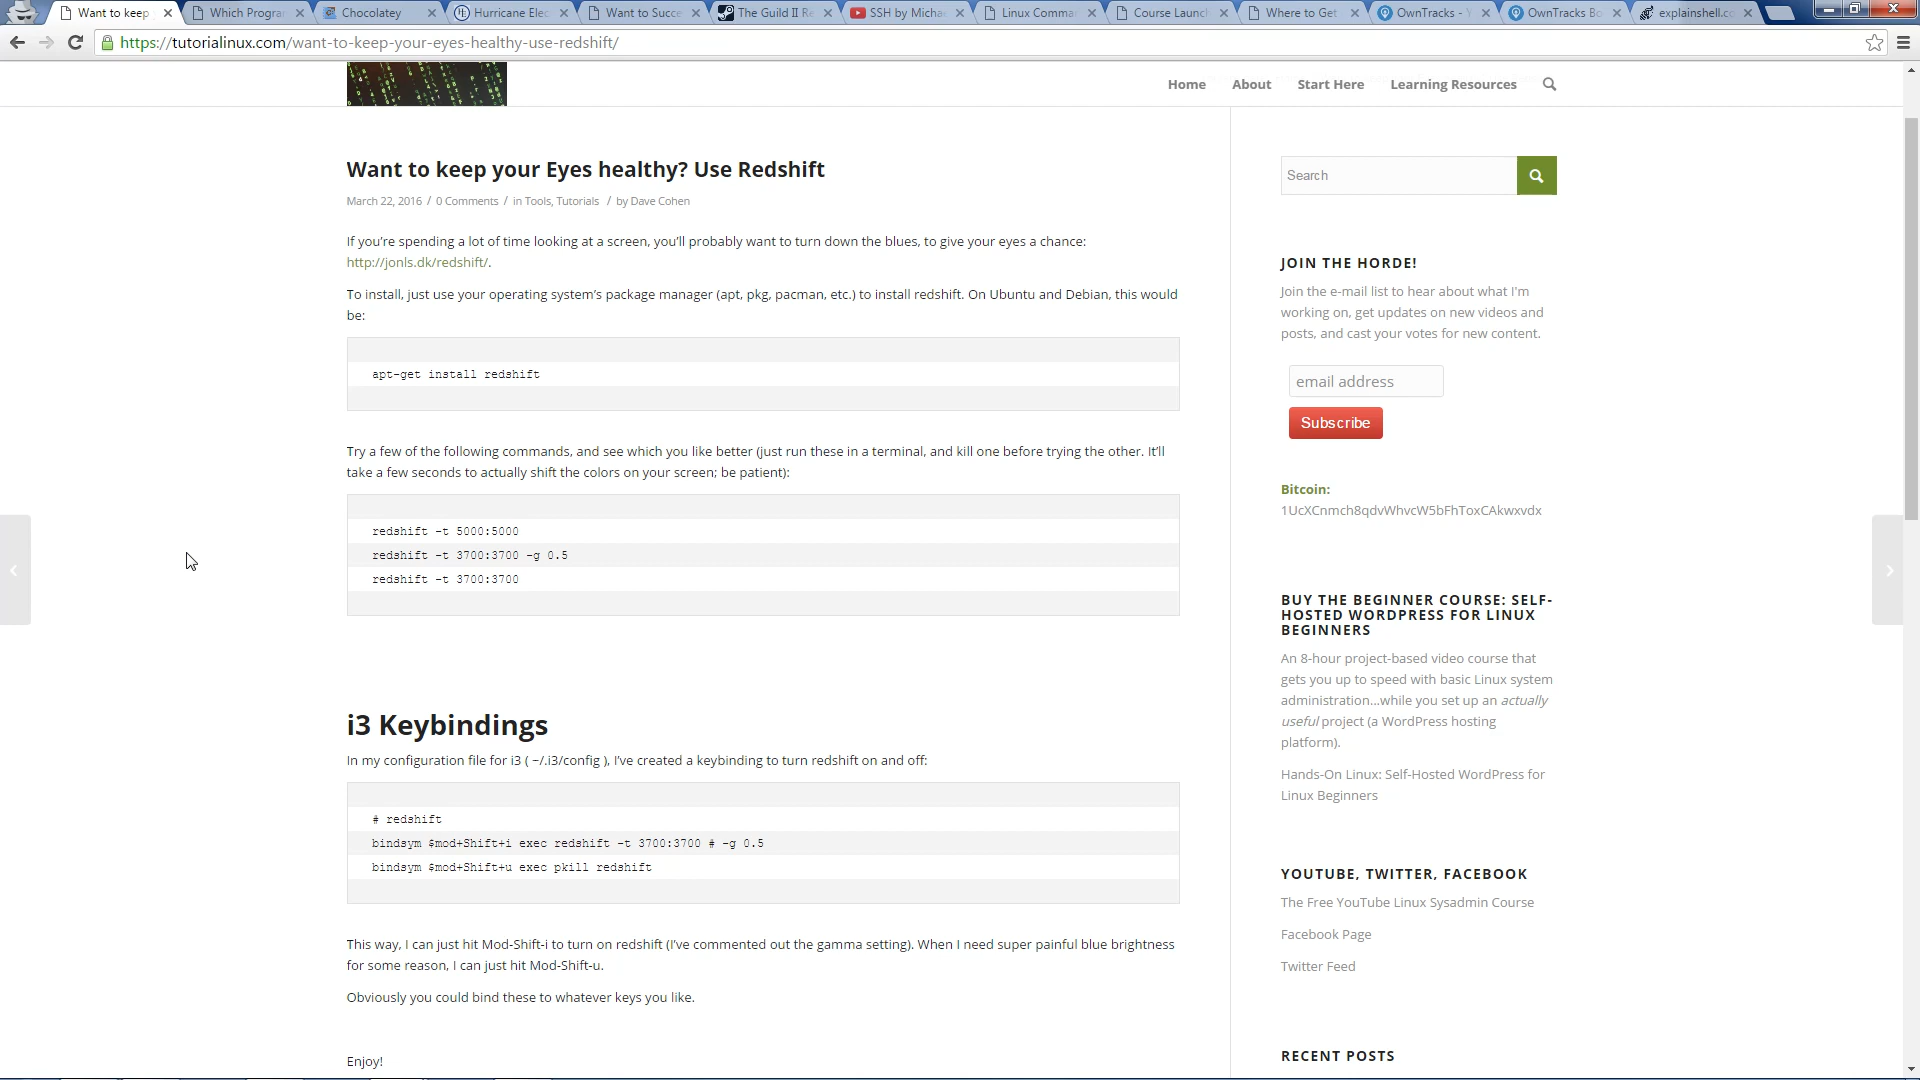 Want to keep
Which Progra
Chocolatey
Hurricane Elec
Want to Succe
The Guild II Re
SSH by Micha
Linux Comma
Course Launc
Where to Get
OwnTracks - Y
OwnTracks Bo
explainshell.co
https://tutorialinux.com/want-to-keep-your-eyes-healthy-use-redshift/
Home About Start Here Learning Resources
Want to keep your Eyes healthy? Use Redshift
March 22, 2016 / 0 Comments / in Tools, Tutorials / by Dave Cohen
If you're spending a lot of time looking at a screen, you'll probably want to turn down the blues, to give your eyes a chance:
http://jonls.dk/redshift/.
To install, just use your operating system's package manager (apt, pkg, pacman, etc.) to install redshift. On Ubuntu and Debian, this would
be:
apt-get install redshift
Try a few of the following commands, and see which you like better (just run these in a terminal, and kill one before trying the other. It'll
take a few seconds to actually shift the colors on your screen; be patient):
redshift -t 5000:5000
redshift -t 3700:3700 -g 0.5
redshift -t 3700:3700
i3 Keybindings
In my configuration file for i3 ( ~/.i3/config ), I've created a keybinding to turn redshift on and off:
# redshift
bindsym $mod+Shift+i exec redshift -t 3700:3700 # -g 0.5
bindsym $mod+Shift+u exec pkill redshift
This way, I can just hit Mod-Shift-i to turn on redshift (I've commented out the gamma setting). When I need super painful blue brightness
for some reason, I can just hit Mod-Shift-u.
Obviously you could bind these to whatever keys you like.
Enjoy!
Search
JOIN THE HORDE!
Join the e-mail list to hear about what I'm
working on, get updates on new videos and
posts, and cast your votes for new content.
email address
Subscribe
Bitcoin:
1UcXCnmch8qdvWhvcW5bFhToxCAkwxvdx
BUY THE BEGINNER COURSE: SELF-
HOSTED WORDPRESS FOR LINUX
BEGINNERS
An 8-hour project-based video course that
gets you up to speed with basic Linux system
administration...while you set up an actually
useful project (a WordPress hosting
platform).
Hands-On Linux: Self-Hosted WordPress for
Linux Beginners
YOUTUBE, TWITTER, FACEBOOK
The Free YouTube Linux Sysadmin Course
Facebook Page
Twitter Feed
RECENT POSTS